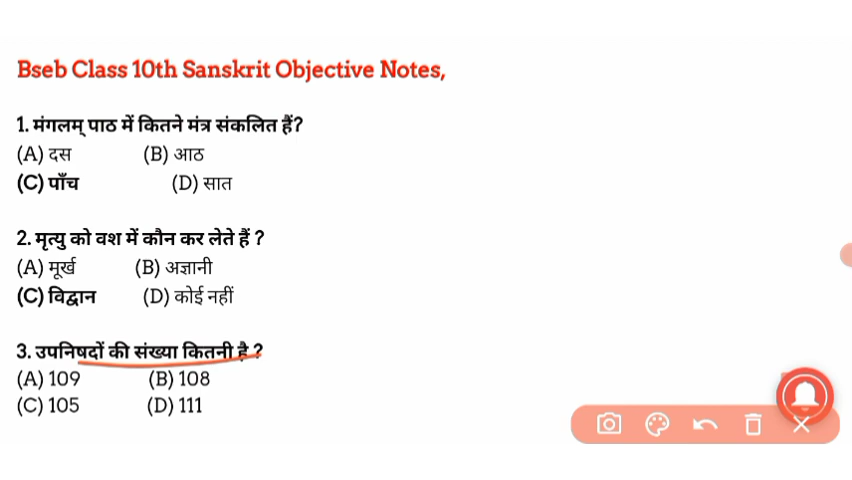 Bseb Class 10th Sanskrit Objective Notes,
1. मंगलम् पाठ में कितने मंत्र संकलित हैं?
(A) दस (B) आठ
(C) पाँच (D) सात
2. मृत्यु को वश में कौन कर लेते हैं ?
(A) मूर्ख (B) अज्ञानी
(C) विद्वान (D) कोई नहीं
3. उपनिषदों की संख्या कितनी है ?
(A) 109 (B) 108
(C) 105 (D) 111